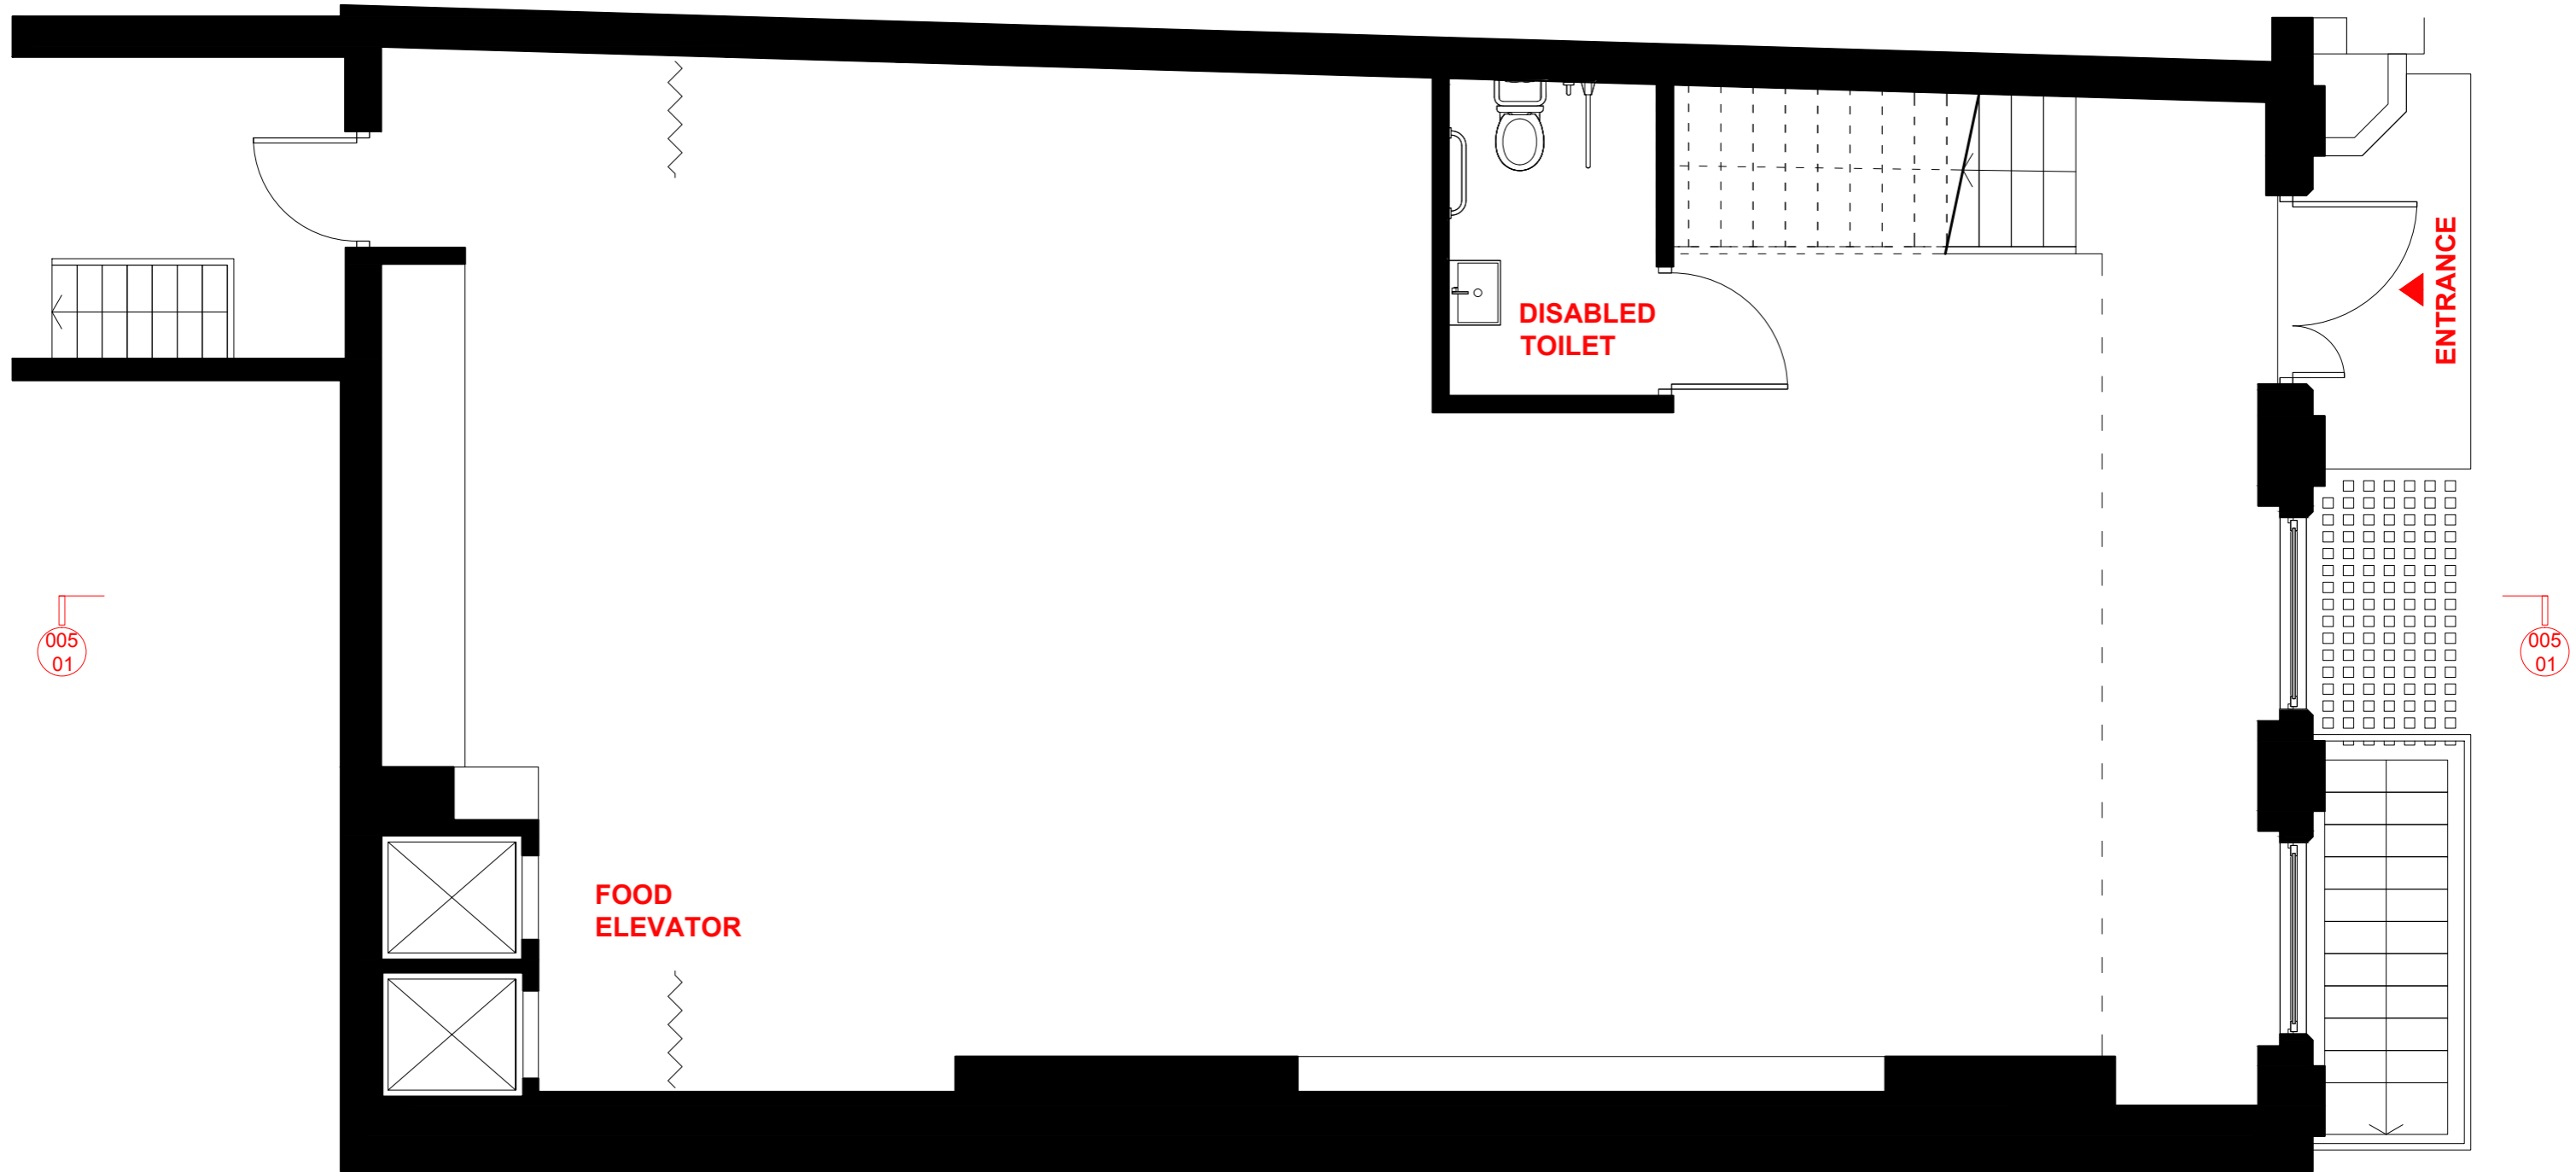 ENTRANCE
DISABLED
TOILET
005
01
005
01
FOOD
ELEVATOR